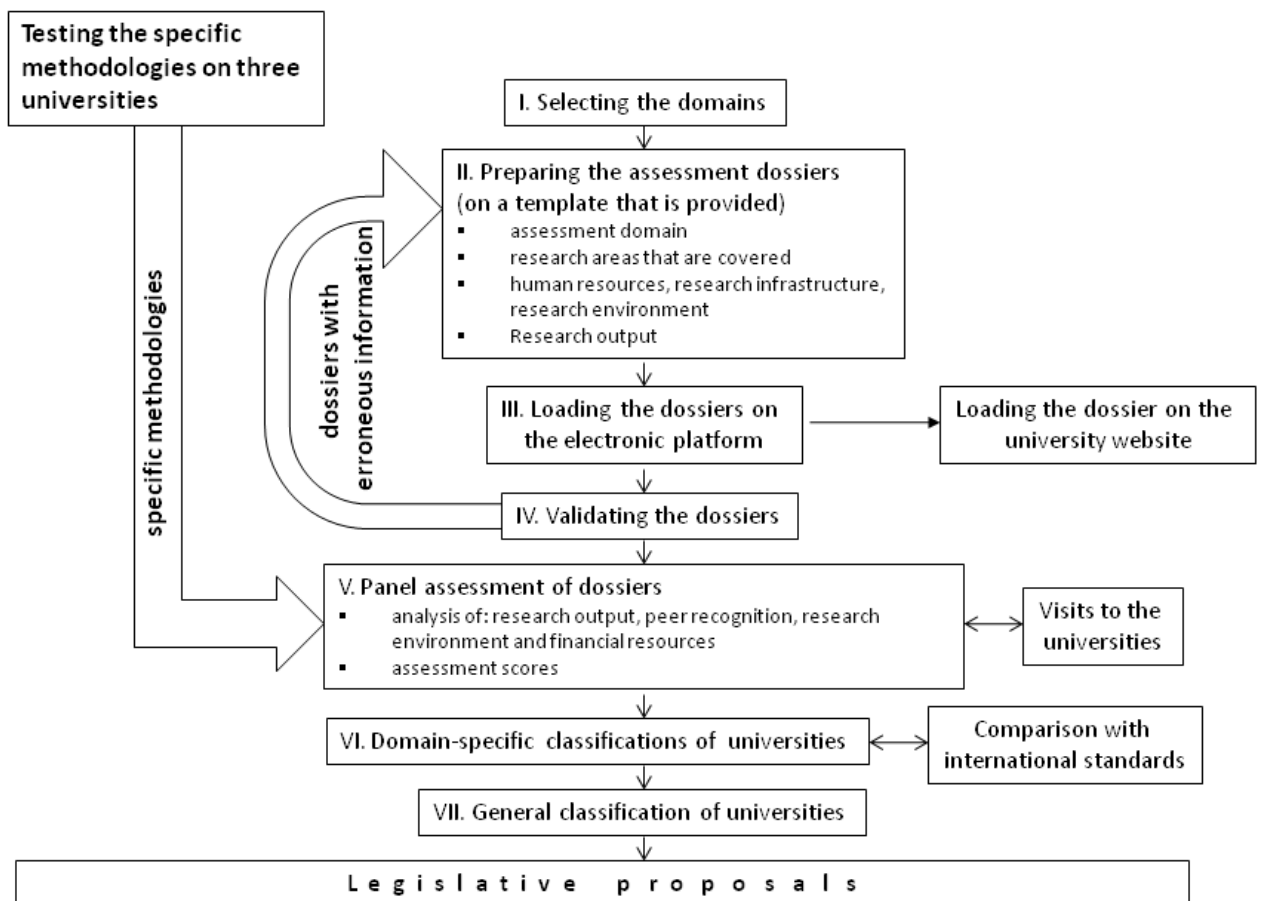 Testing the specific
methodologies on three
universities
I. Selecting the domains
II. Preparing the assessment dossiers
(on a template that is provided)
▪ assessment domain
▪ research areas that are covered
▪ human resources, research infrastructure,
research environment
▪ Research output
dossiers with
erroneous information
specific methodologies
III. Loading the dossiers on
the electronic platform
Loading the dossier on the
university website
IV. Validating the dossiers
V. Panel assessment of dossiers
▪ analysis of: research output, peer recognition, research
environment and financial resources
▪ assessment scores
Visits to the
universities
VI. Domain-specific classifications of universities
Comparison with
international standards
VII. General classification of universities
Legislative proposals